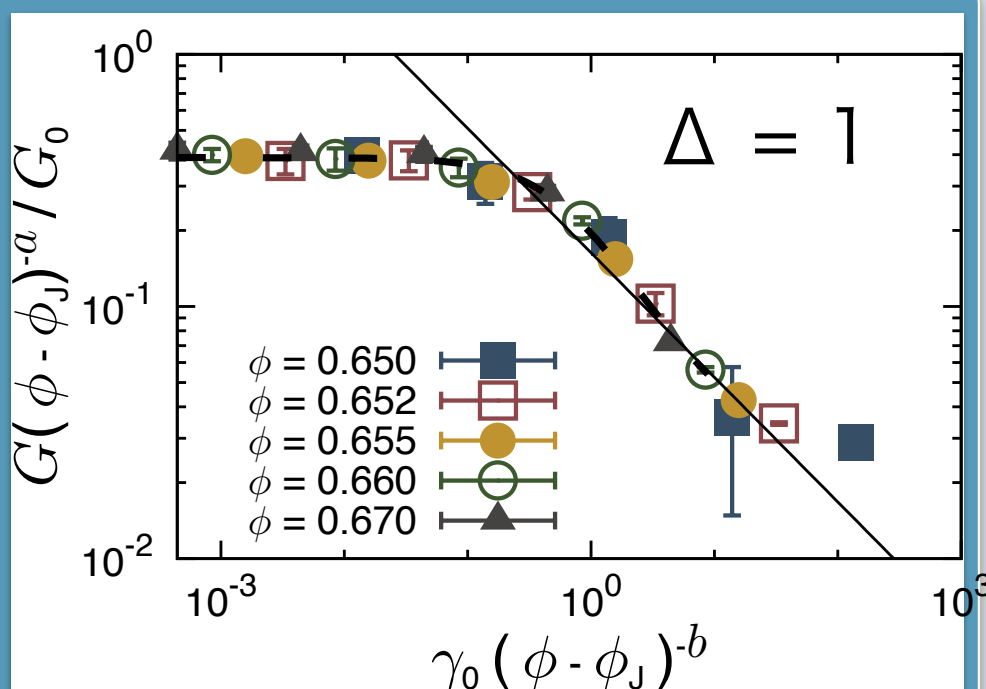 10^0
10^-1
10^-2
G(ϕ - ϕ_J)^-a / G_0
Δ = 1
ϕ = 0.650
ϕ = 0.652
ϕ = 0.655
ϕ = 0.660
ϕ = 0.670
10^-3 10^0 10^3
γ_0 ( ϕ - ϕ_J )^-b